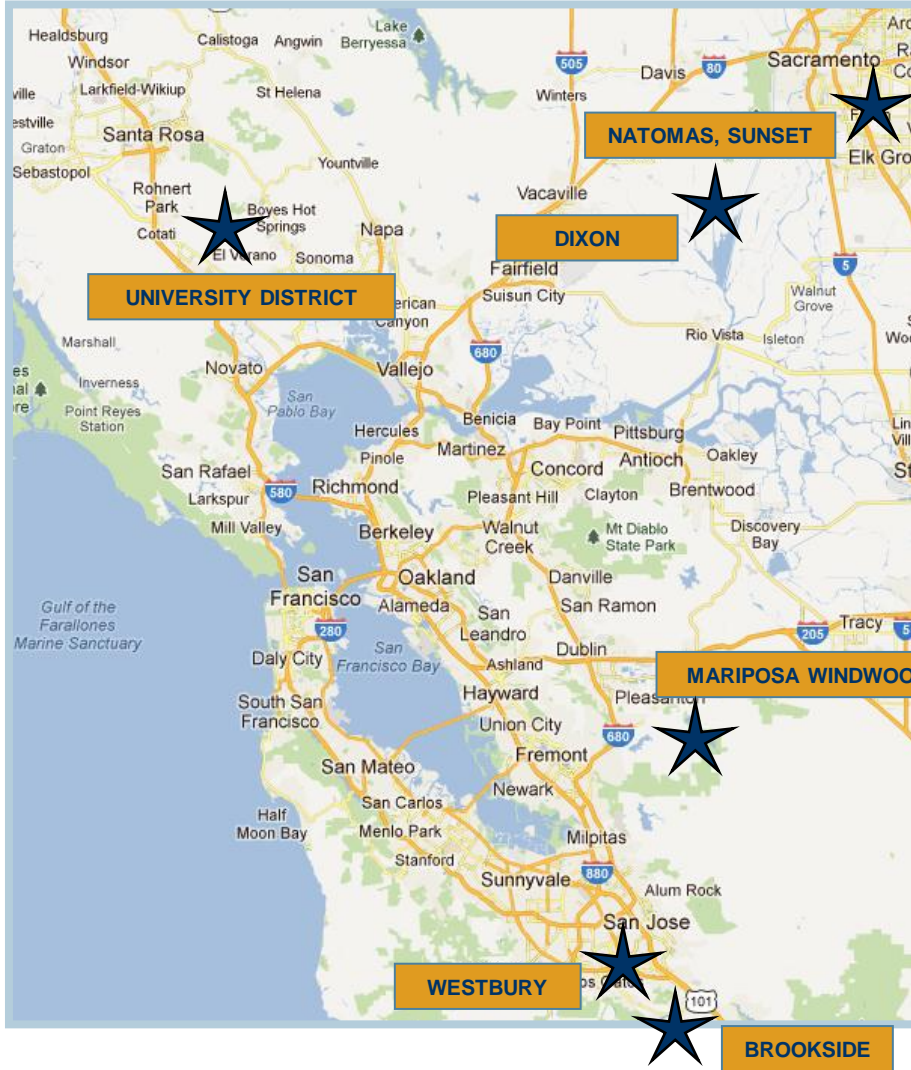 Lake
Berryessa
Healdsburg
Calistoga
Angwin
Windsor
505
Davis
80
Sacramento
Larkfield-Wikiup
St Helena
Winters
Santa Rosa
NATOMAS, SUNSET
Graton
Sebastopol
Yountville
Elk Gro
Rohnert
Park
Vacaville
Boyes Hot
Springs
Napa
Cotati
DIXON
El Verano
Sonoma
Fairfield
5
UNIVERSITY DISTRICT
Suisun City
Walnut
Grove
Canyon
Marshall
Rio Vista
Isleton
680
Novato
Vallejo
Inverness
San
Pablo Bay
Point Reyes
Station
Benicia
Bay Point
Pittsburg
Hercules
Martinez
Pinole
Concord
Antioch
Oakley
San Rafael
580
Richmond
Pleasant Hill
Clayton
Brentwood
Larkspur
Mill Valley
Berkeley
Walnut
Creek
Mt Diablo
State Park
Discovery
Bay
San
Francisco
Oakland
Danville
Gulf of the
Farallones
Marine Sanctuary
Alameda
San
Leandro
San Ramon
280
Tracy
205
5
Daly City
San
Francisco Bay
Ashland
Dublin
MARIPOSA WINDWOO
Hayward
Pleasanton
South San
Francisco
Union City
680
Fremont
San Mateo
Newark
San Carlos
Half
Moon Bay
Menlo Park
Milpitas
Stanford
880
Sunnyvale
Alum Rock
San Jose
WESTBURY
101
BROOKSIDE